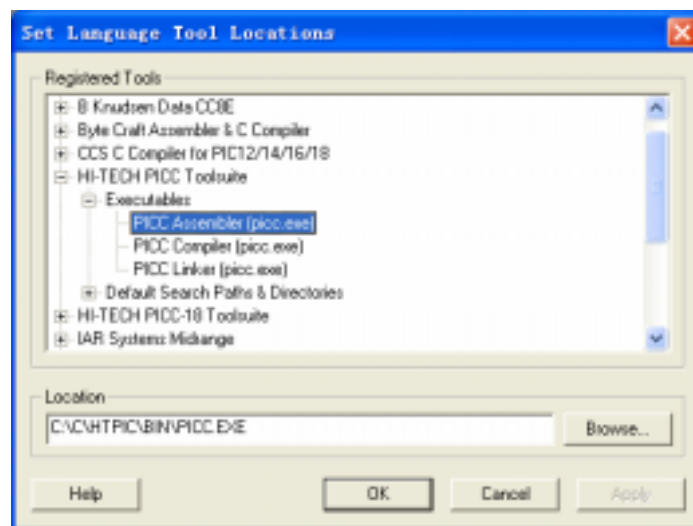 Set Language Tool Locations
Registered Tools
B Knudsen Data CC8E
Byte Craft Assembler & C Compiler
CCS C Compiler for PIC12/14/16/18
HI-TECH PICC Toolsuite
Executables
PICC Assembler (picc.exe)
PICC Compiler (picc.exe)
PICC Linker (picc.exe)
Default Search Paths & Directories
HI-TECH PICC-18 Toolsuite
IAR Systems Midrange
Location
C:\C\HTPIC\BIN\PICC.EXE
Browse...
Help OK Cancel Apply